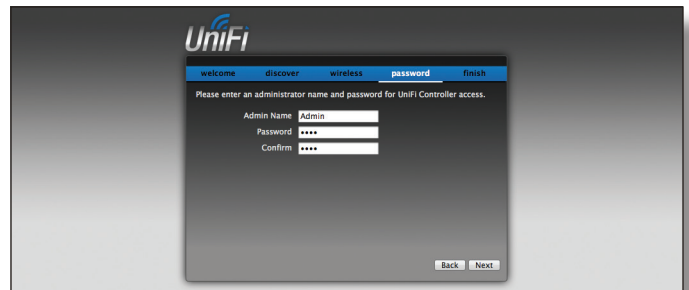 UniFi
welcome discover wireless password finish
Please enter an administrator name and password for UniFi Controller access.
Admin Name Admin
Password ••••
Confirm ••••
Back Next